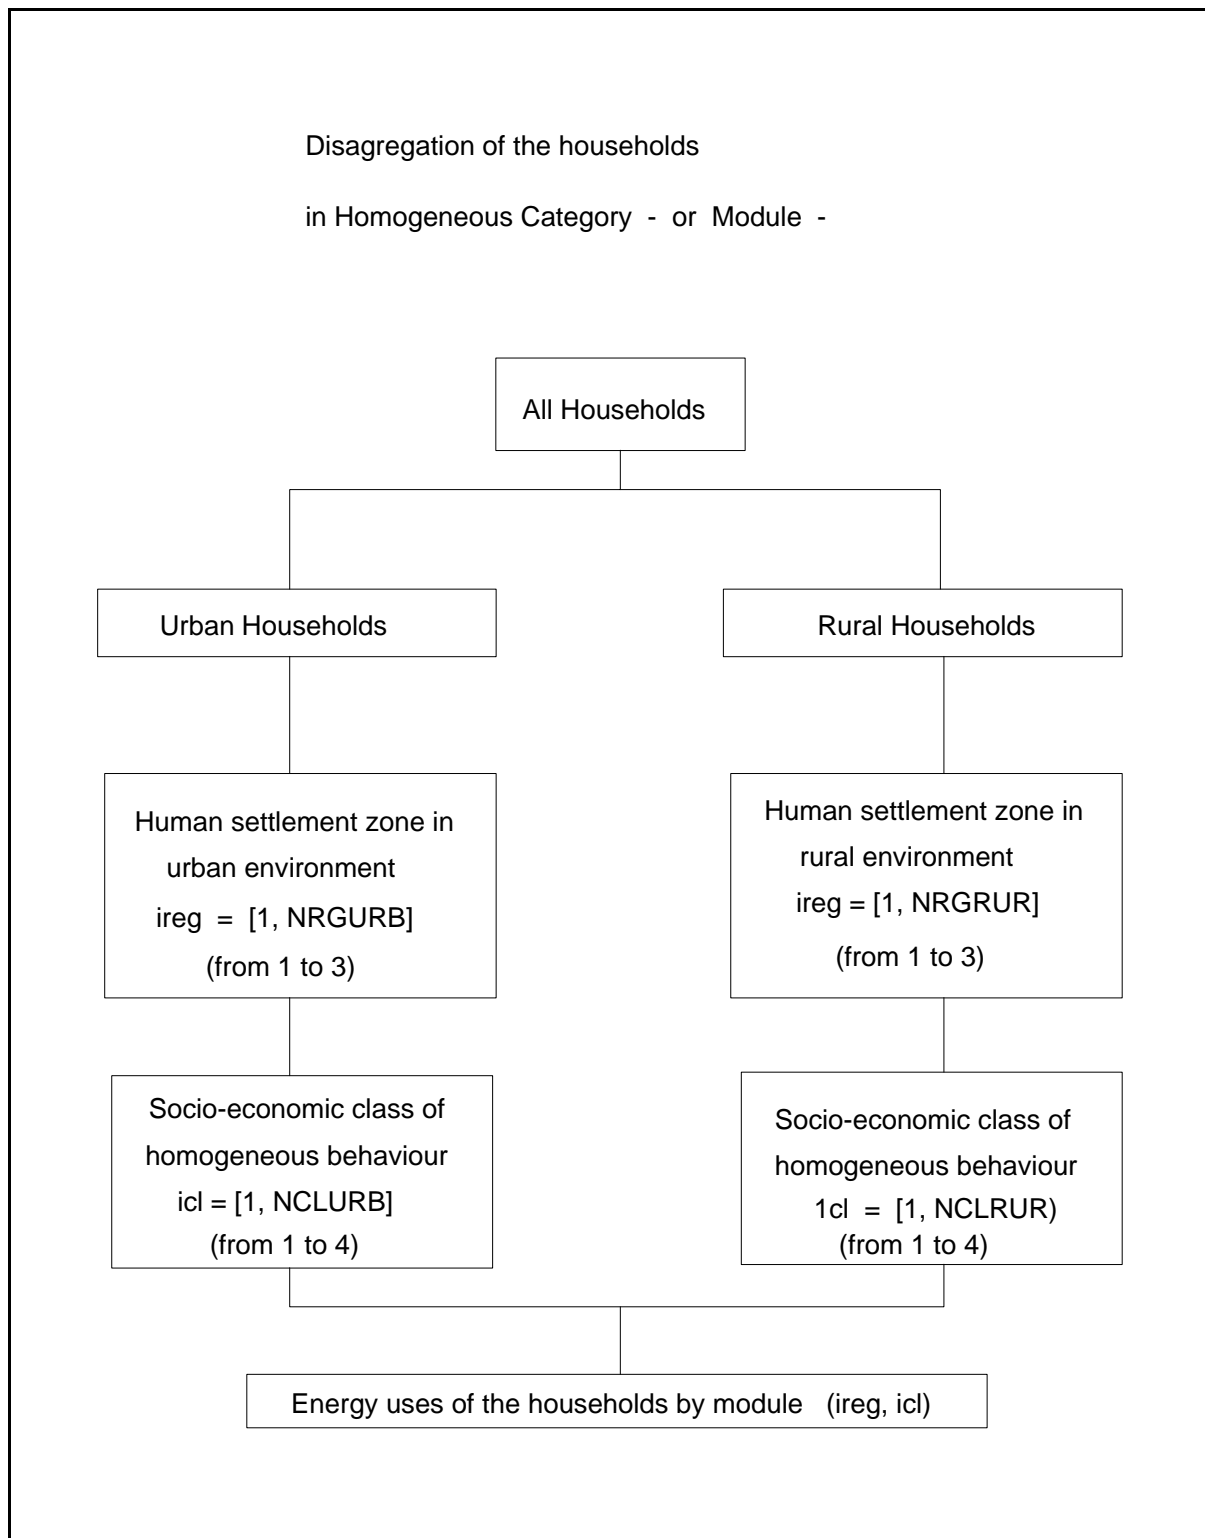 Disagregation of the households
in Homogeneous Category - or Module -
All Households
Urban Households
Rural Households
Human settlement zone in
urban environment
ireg = [1, NRGURB]
(from 1 to 3)
Human settlement zone in
rural environment
ireg = [1, NRGRUR]
(from 1 to 3)
Socio-economic class of
homogeneous behaviour
icl = [1, NCLURB]
(from 1 to 4)
Socio-economic class of
homogeneous behaviour
1cl = [1, NCLRUR)
(from 1 to 4)
Energy uses of the households by module (ireg, icl)